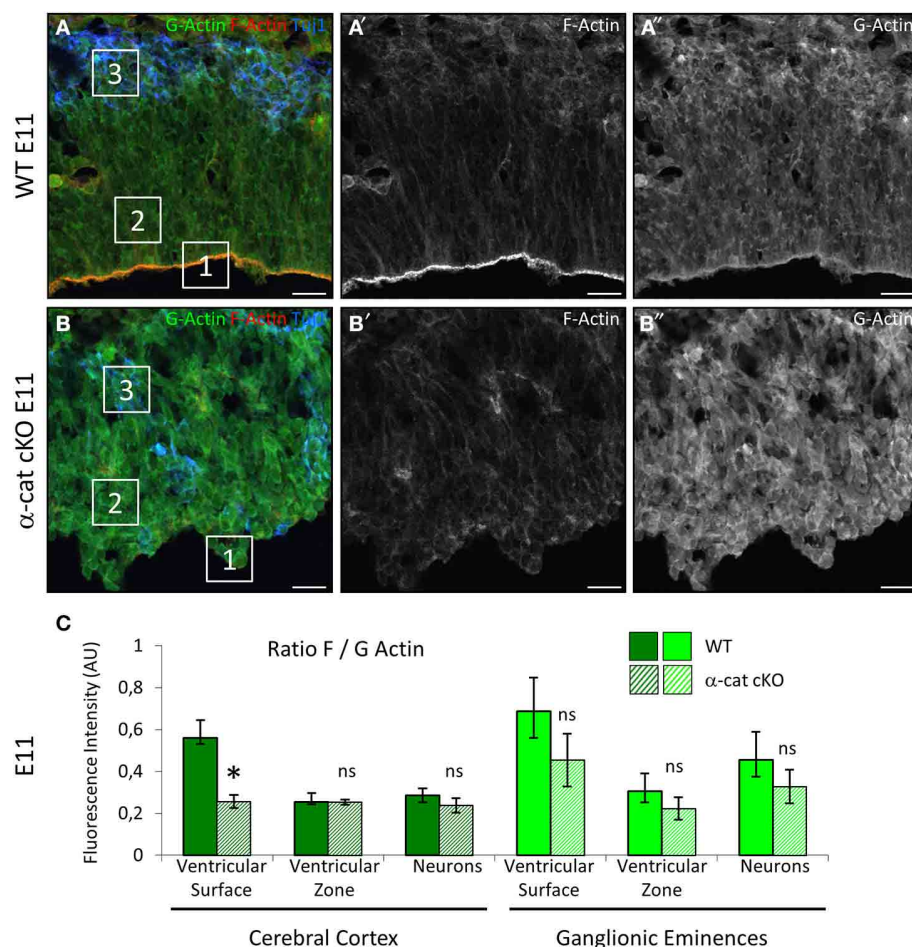 A G-Actin F-Actin Tuj1
A′ F-Actin
A″ G-Actin
WT E11
3
2
1
B G-Actin F-Actin Tuj1
B′ F-Actin
B″ G-Actin
α-cat cKO E11
3
2
1
C
Ratio F / G Actin
WT
α-cat cKO
E11
Fluorescence Intensity (AU)
1
0,8
0,6
0,4
0,2
0
*
ns
ns
ns
ns
ns
Ventricular Surface
Ventricular Zone
Neurons
Ventricular Surface
Ventricular Zone
Neurons
Cerebral Cortex
Ganglionic Eminences